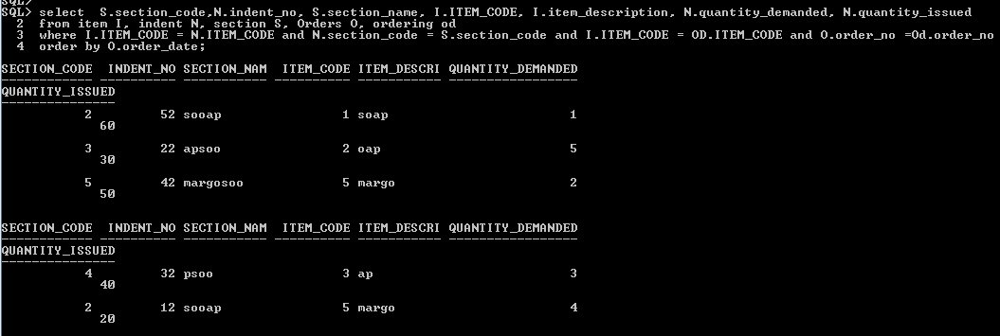 SQL>
SQL> select  S.section_code,N.indent_no, S.section_name, I.ITEM_CODE, I.item_description, N.quantity_demanded, N.quantity_issued
  2  from item I, indent N, section S, Orders O, ordering od
  3  where I.ITEM_CODE = N.ITEM_CODE and N.section_code = S.section_code and I.ITEM_CODE = OD.ITEM_CODE and O.order_no =Od.order_no
  4  order by O.order_date;
SECTION_CODE  INDENT_NO SECTION_NAM  ITEM_CODE ITEM_DESCRI QUANTITY_DEMANDED
------------ ---------- ----------- ---------- ----------- -----------------
QUANTITY_ISSUED
---------------
           2         52 sooap                1 soap                        1
             60
           3         22 apsoo                2 oap                         5
             30
           5         42 margosoo             5 margo                       2
             50
SECTION_CODE  INDENT_NO SECTION_NAM  ITEM_CODE ITEM_DESCRI QUANTITY_DEMANDED
------------ ---------- ----------- ---------- ----------- -----------------
QUANTITY_ISSUED
---------------
           4         32 psoo                 3 ap                          3
             40
           2         12 sooap                5 margo                       4
             20